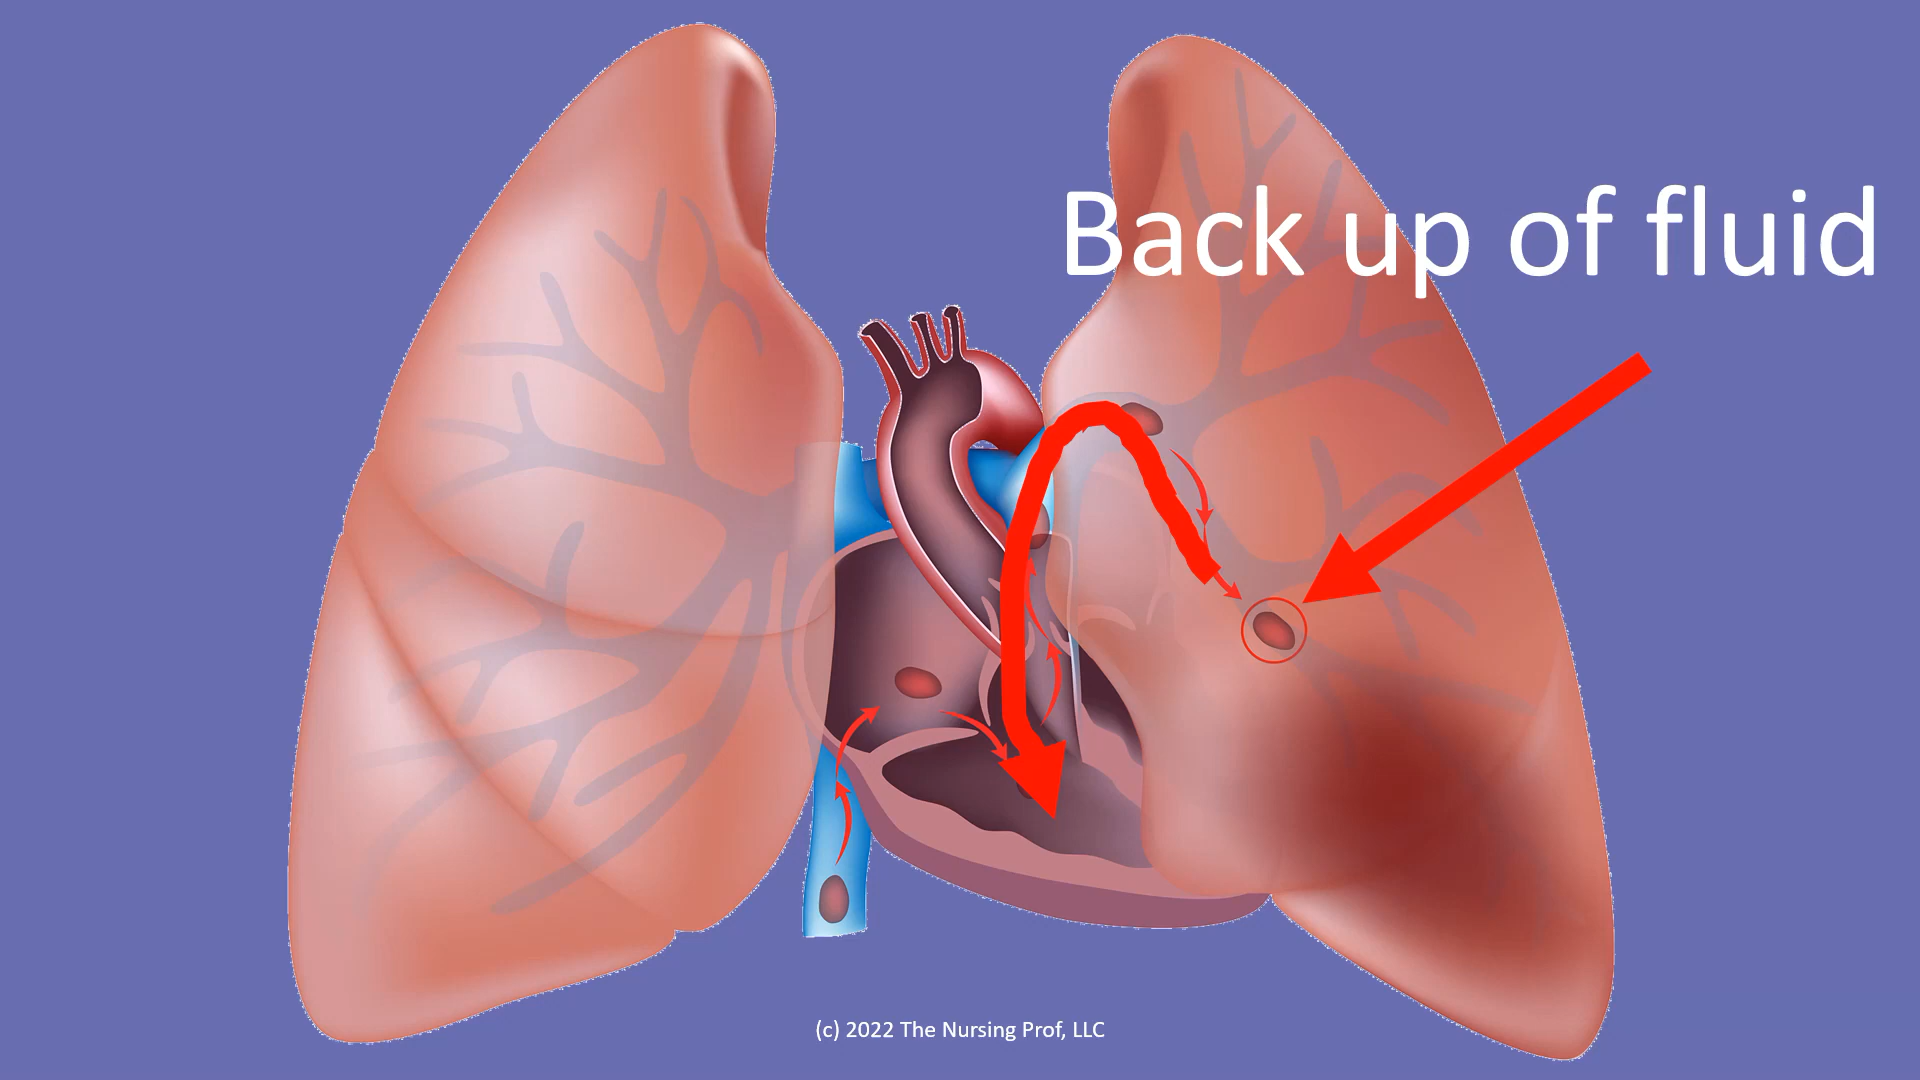 Back up of fluid
(c) 2022 The Nursing Prof, LLC